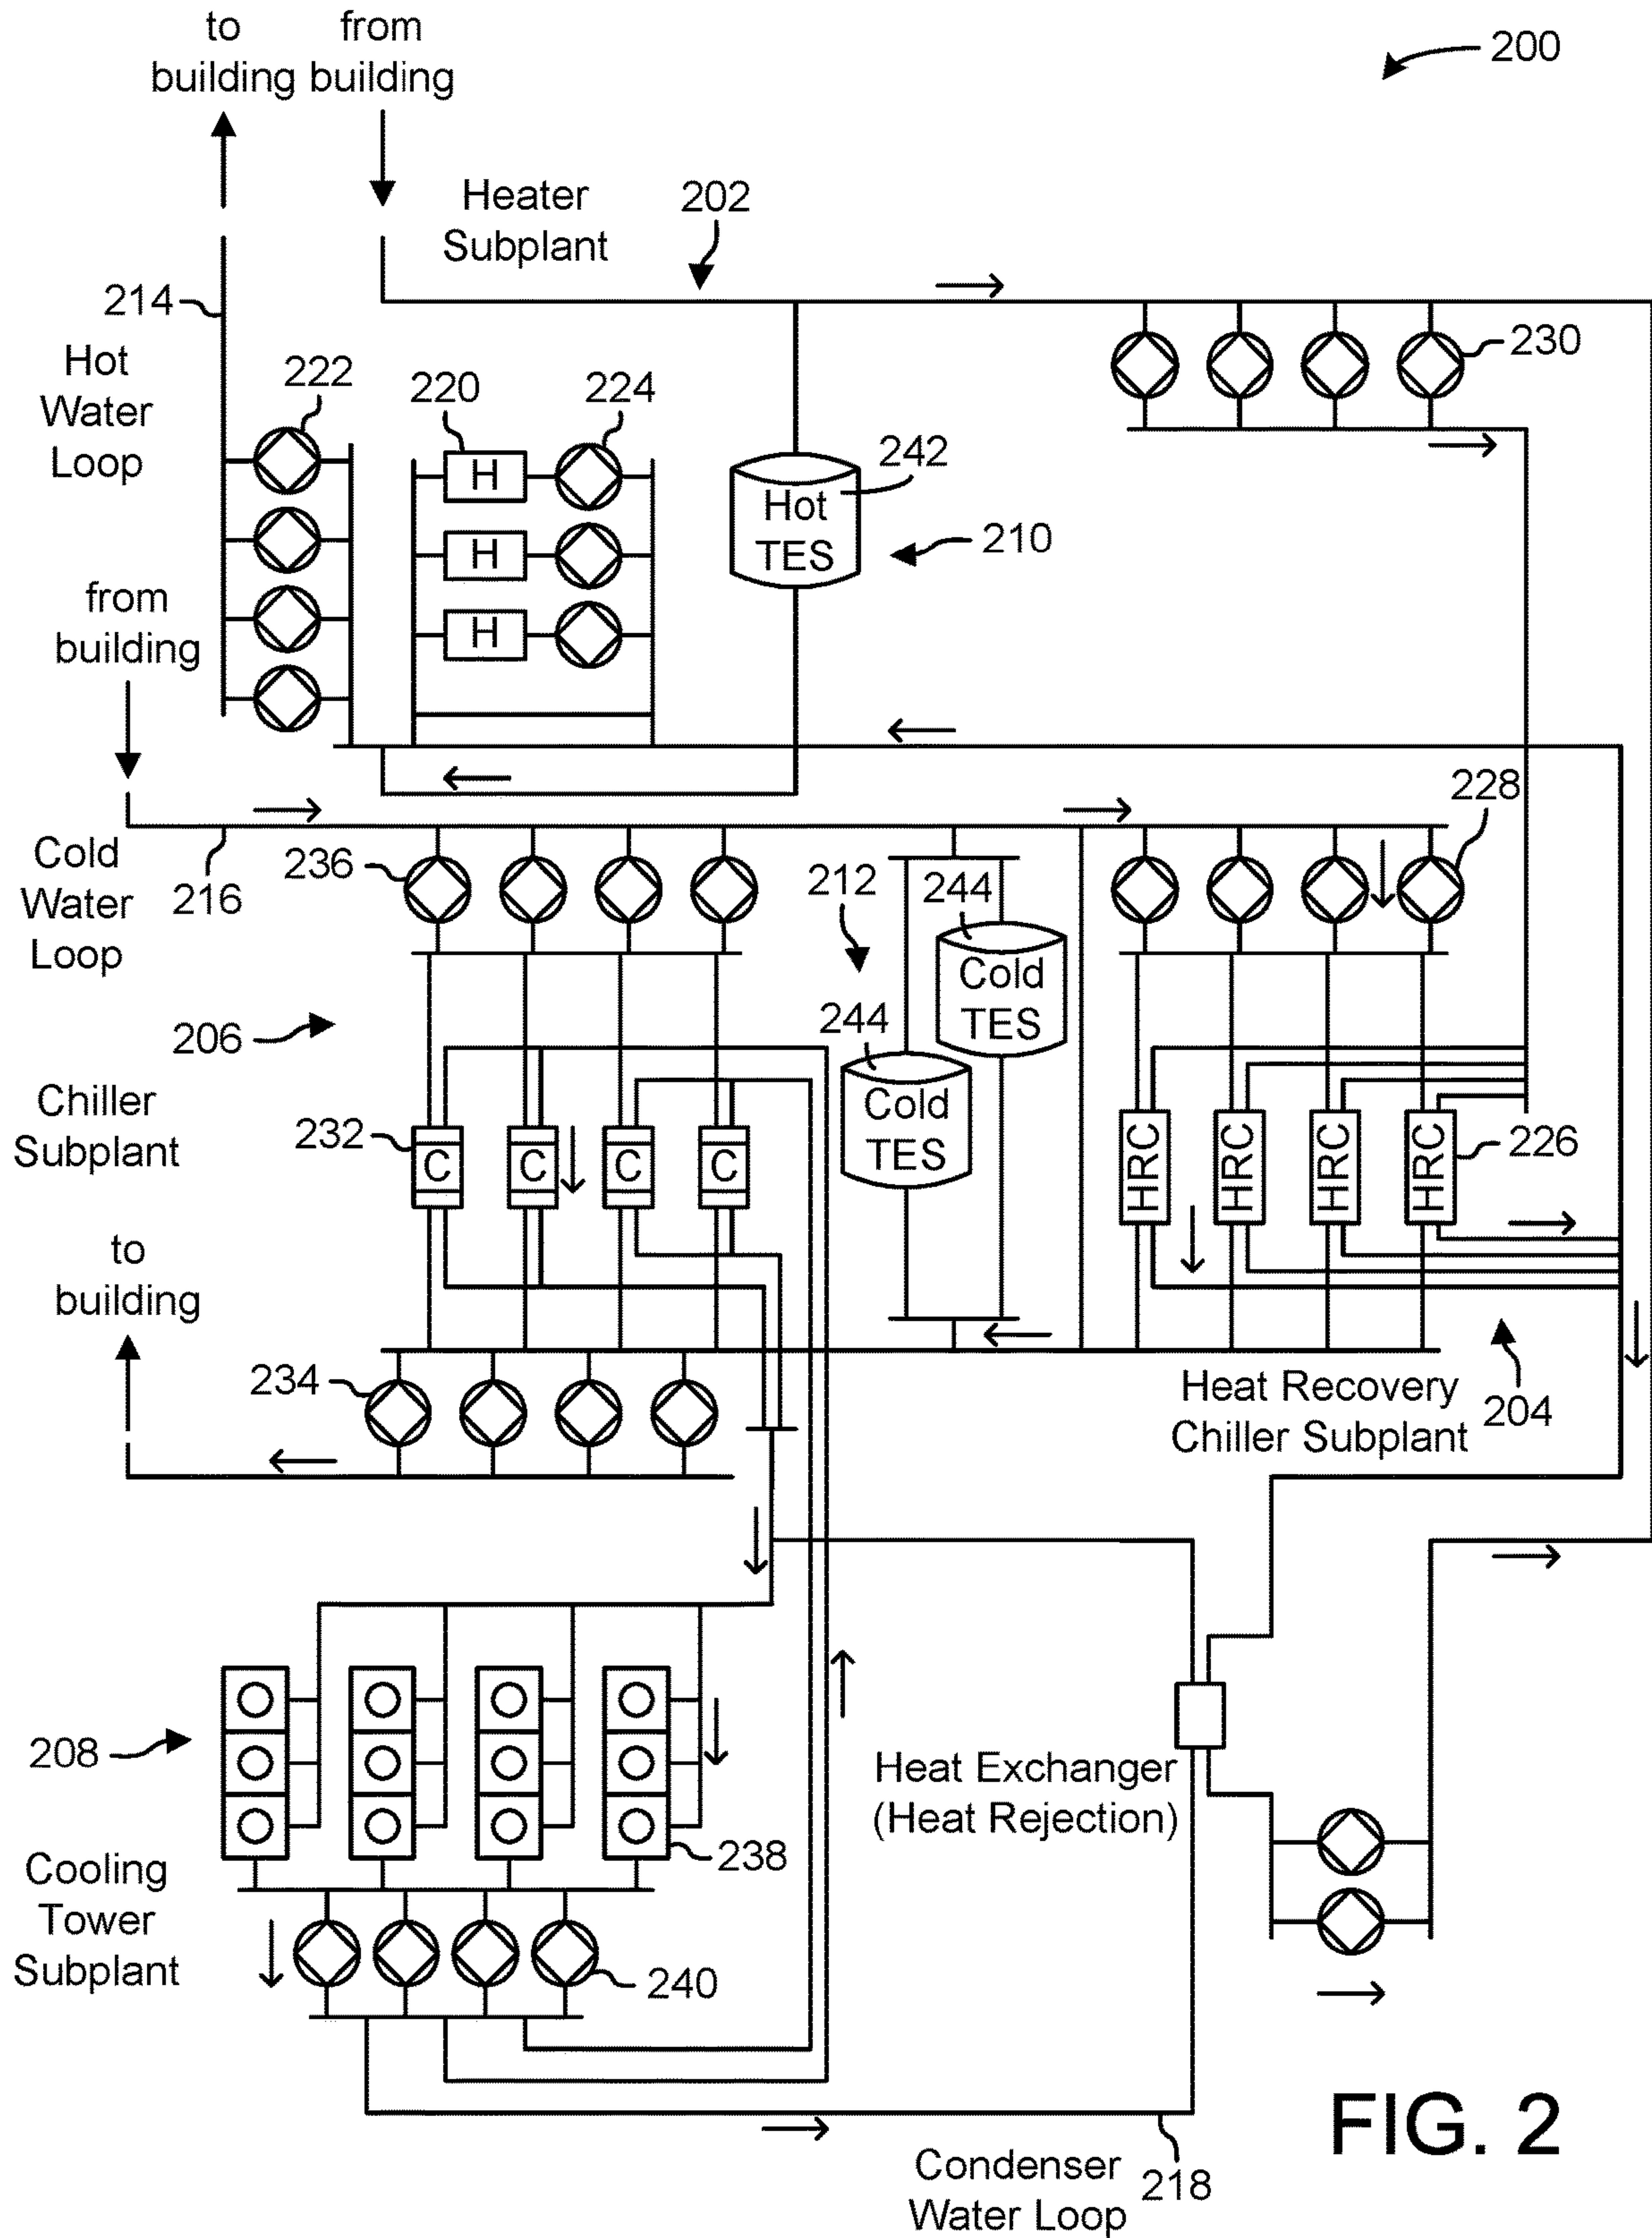 to
building
from
building
200
Heater
Subplant
202
214
Hot
Water
Loop
222
220
224
230
H
H
H
Hot
TES
242
210
from
building
228
Cold
Water
Loop
216
236
212
244
Cold
TES
244
Cold
TES
206
Chiller
Subplant
232
C
C
C
C
HRC
HRC
HRC
HRC
226
to
building
234
Heat Recovery
Chiller Subplant
204
208
Heat Exchanger
(Heat Rejection)
238
Cooling
Tower
Subplant
240
Condenser
Water Loop
218
FIG. 2